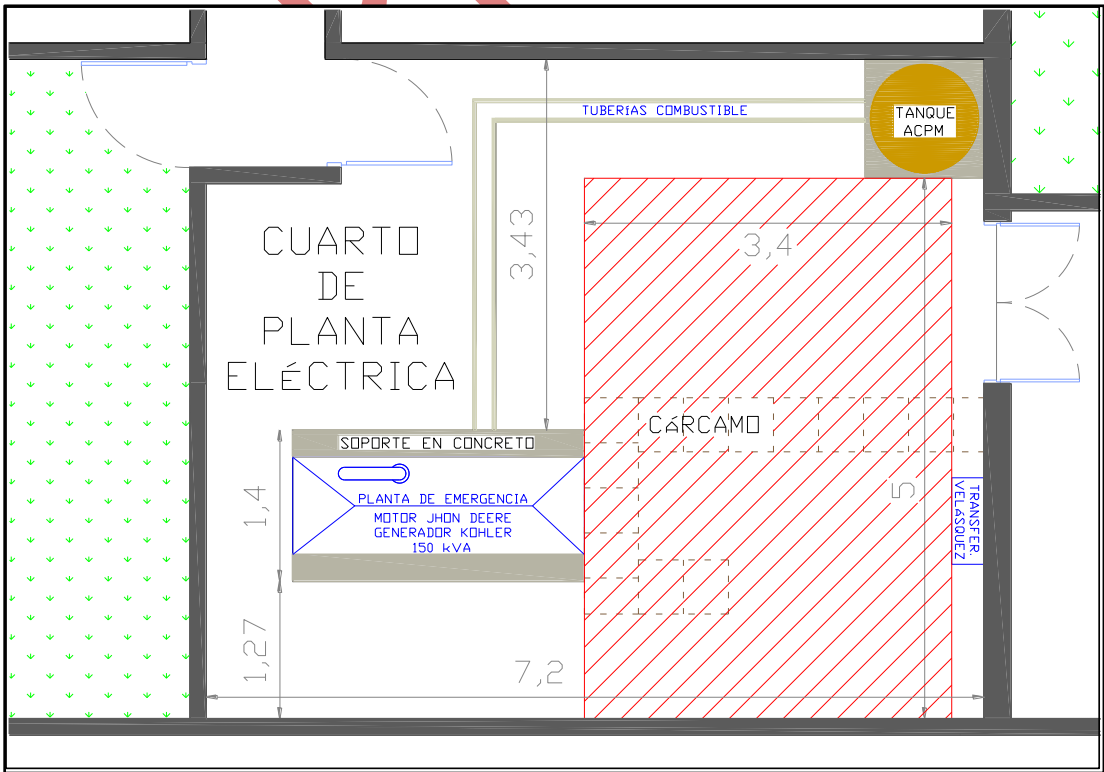 TUBERíAS COMBUSTIBLE
TANQUE
ACPM
CUARTO
DE
PLANTA
ELéCTRICA
3,43
3,4
CáRCAMO
SOPORTE EN CONCRETO
PLANTA DE EMERGENCIA
MOTOR JHON DEERE
GENERADOR KOHLER
150 kVA
1,4
5
TRANSFER.
VELáSQUEZ
1,27
7,2